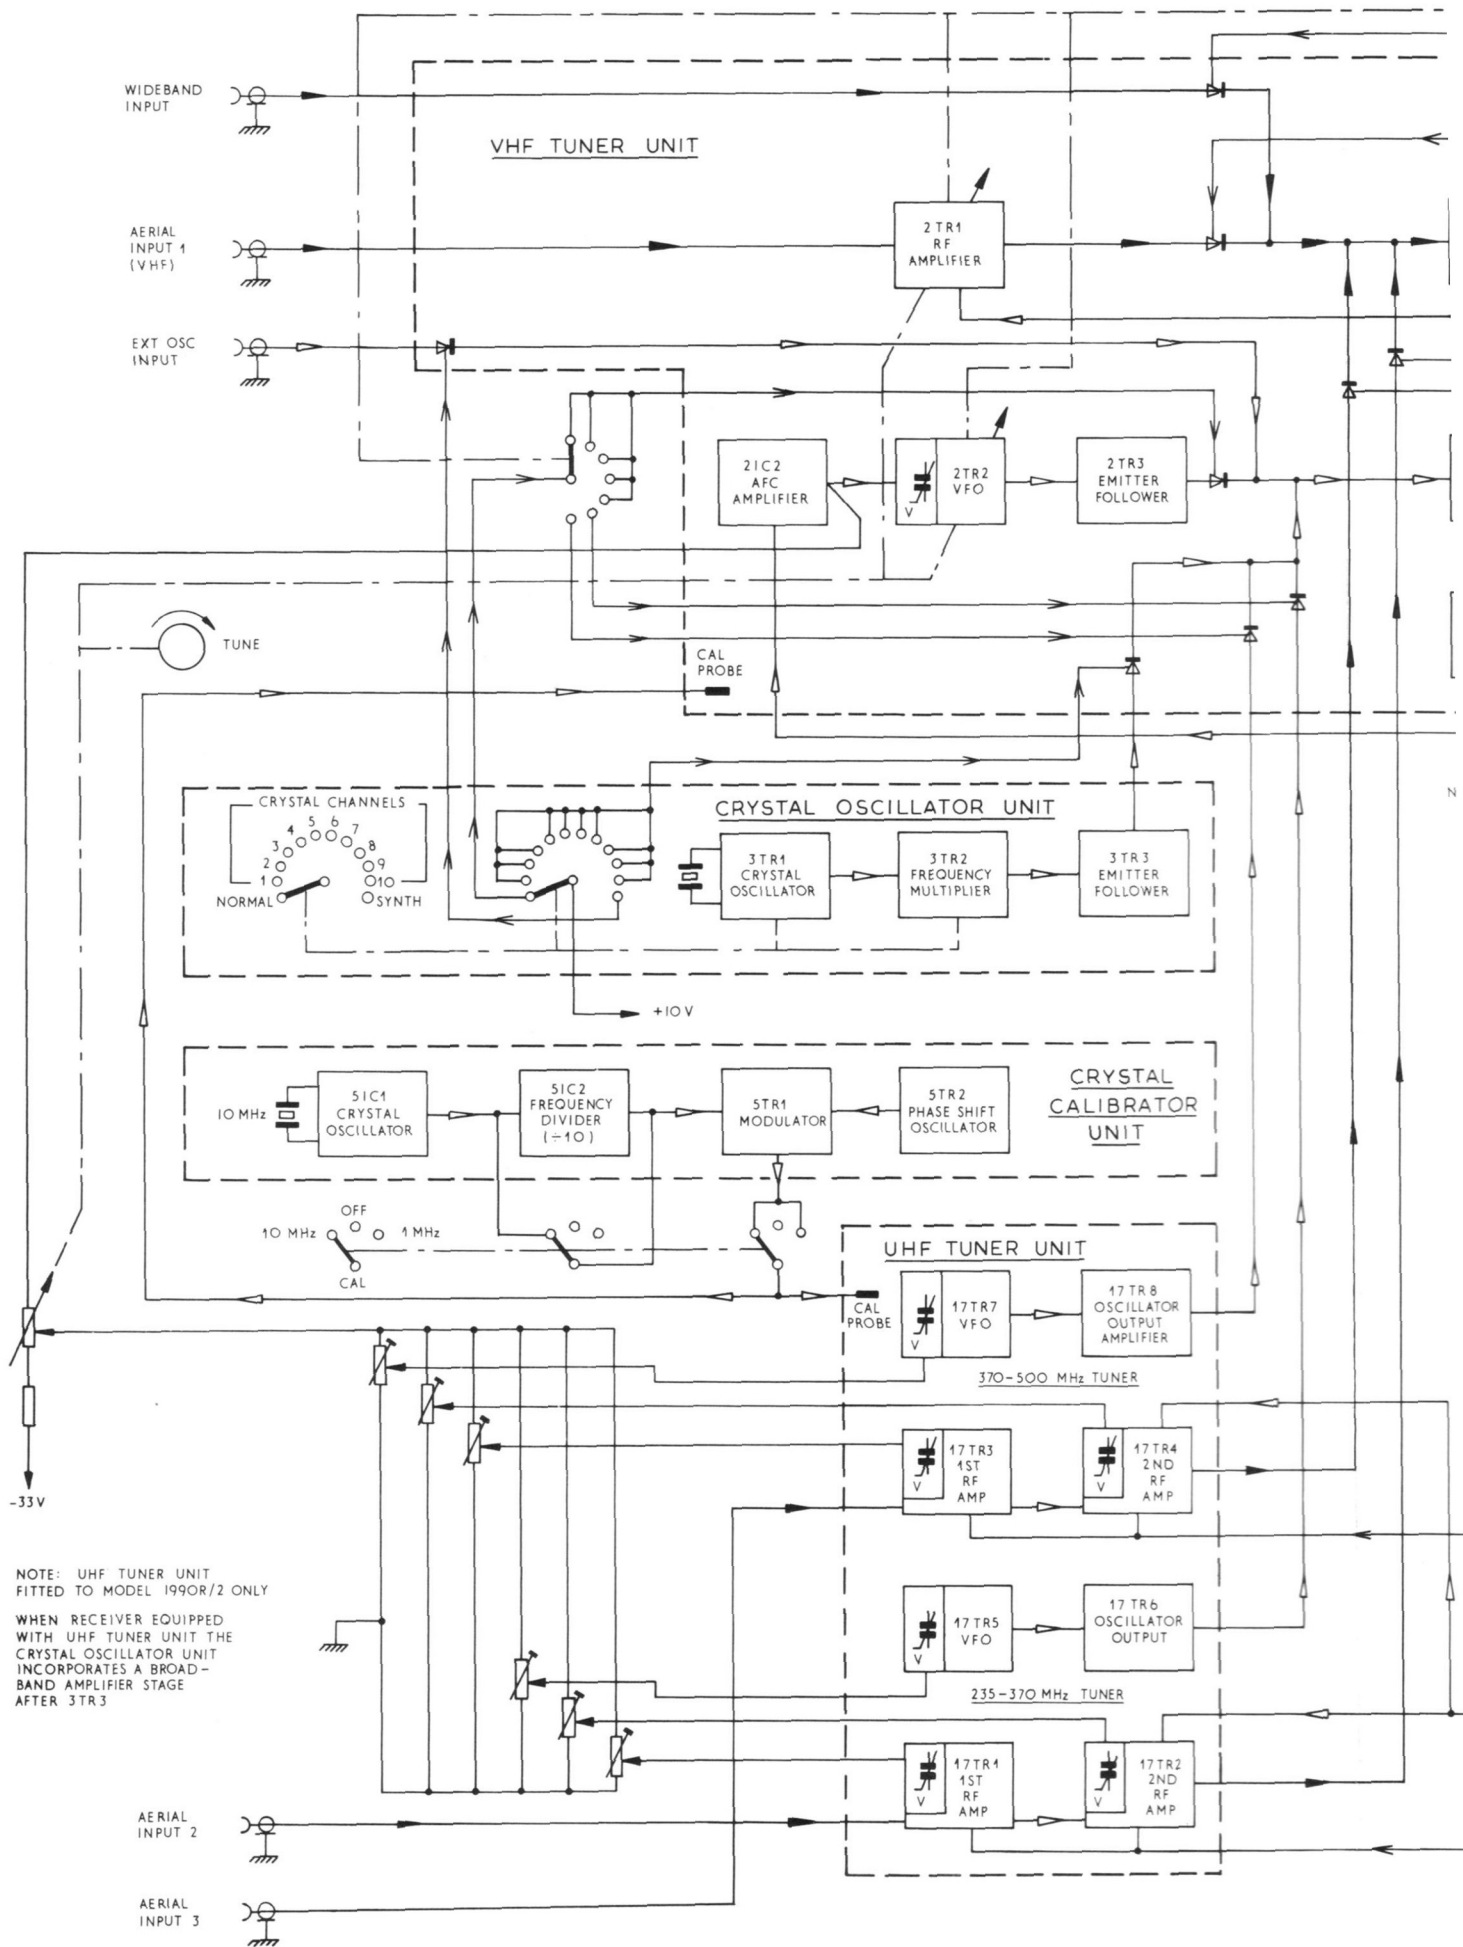 WIDEBAND
INPUT
VHF TUNER UNIT
AERIAL
INPUT 1
(VHF)
2TR1
RF
AMPLIFIER
EXT OSC
INPUT
2IC2
AFC
AMPLIFIER
2TR2
VFO
V
2TR3
EMITTER
FOLLOWER
TUNE
CAL
PROBE
N
CRYSTAL CHANNELS
1
2
3
4
5
6
7
8
9
10
NORMAL
SYNTH
CRYSTAL OSCILLATOR UNIT
3TR1
CRYSTAL
OSCILLATOR
3TR2
FREQUENCY
MULTIPLIER
3TR3
EMITTER
FOLLOWER
+10V
10 MHz
5IC1
CRYSTAL
OSCILLATOR
5IC2
FREQUENCY
DIVIDER
(÷10)
5TR1
MODULATOR
5TR2
PHASE SHIFT
OSCILLATOR
CRYSTAL
CALIBRATOR
UNIT
OFF
10 MHz
1 MHz
CAL
UHF TUNER UNIT
CAL
PROBE
17TR7
VFO
V
17TR8
OSCILLATOR
OUTPUT
AMPLIFIER
370-500 MHz TUNER
17TR3
1ST
RF
AMP
V
17TR4
2ND
RF
AMP
V
-33V
NOTE: UHF TUNER UNIT
FITTED TO MODEL 1990R/2 ONLY
WHEN RECEIVER EQUIPPED
WITH UHF TUNER UNIT THE
CRYSTAL OSCILLATOR UNIT
INCORPORATES A BROAD-
BAND AMPLIFIER STAGE
AFTER 3TR3
17TR5
VFO
V
17TR6
OSCILLATOR
OUTPUT
235-370 MHz TUNER
17TR1
1ST
RF
AMP
V
17TR2
2ND
RF
AMP
V
AERIAL
INPUT 2
AERIAL
INPUT 3